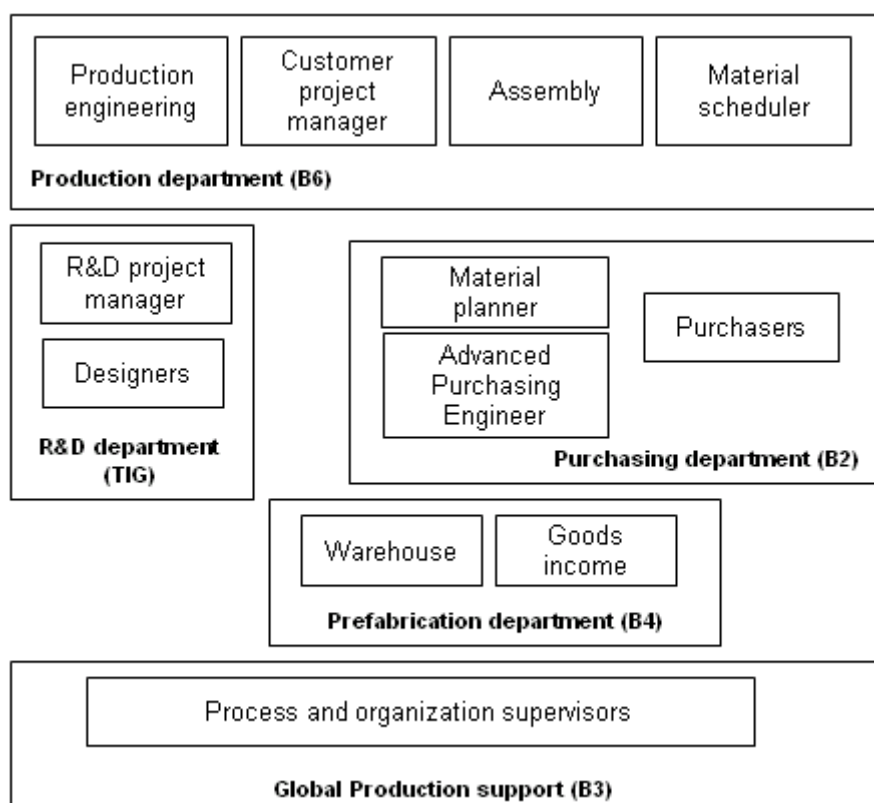 Production
engineering
Customer
project
manager
Assembly
Material
scheduler
Production department (B6)
R&D project
manager
Designers
R&D department
(TIG)
Material
planner
Advanced
Purchasing
Engineer
Purchasers
Purchasing department (B2)
Warehouse
Goods
income
Prefabrication department (B4)
Process and organization supervisors
Global Production support (B3)